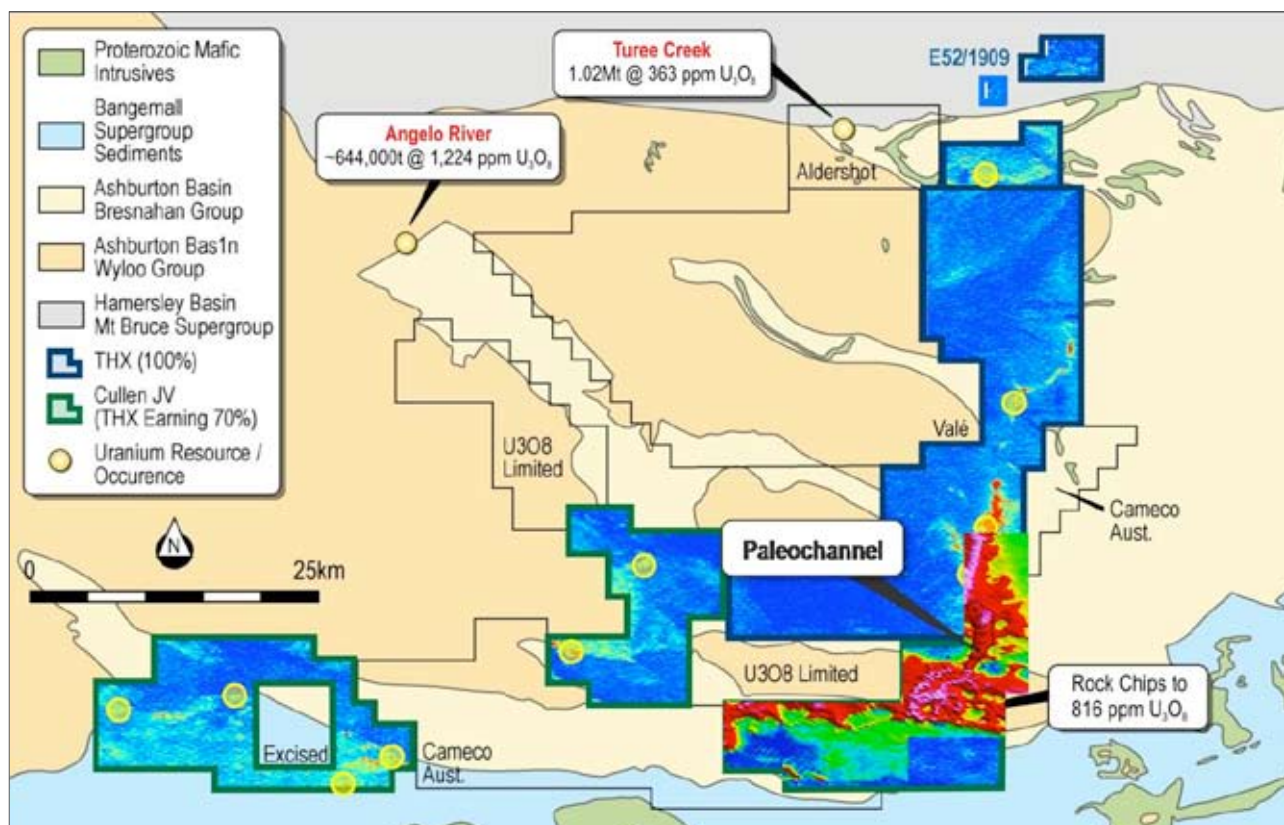 Proterozoic Mafic
Intrusives
Bangemall
Supergroup
Sediments
Ashburton Basin
Bresnahan Group
Ashburton Bas1n
Wyloo Group
Hamersley Basin
Mt Bruce Supergroup
THX (100%)
Cullen JV
(THX Earning 70%)
Uranium Resource /
Occurence
N
0
25km
Turee Creek
1.02Mt @ 363 ppm U₃O₈
E52/1909
Angelo River
~644,000t @ 1,224 ppm U₃O₈
Aldershot
Valé
U3O8
Limited
Cameco
Aust.
Paleochannel
U3O8 Limited
Rock Chips to
816 ppm U₃O₈
Excised
Cameco
Aust.